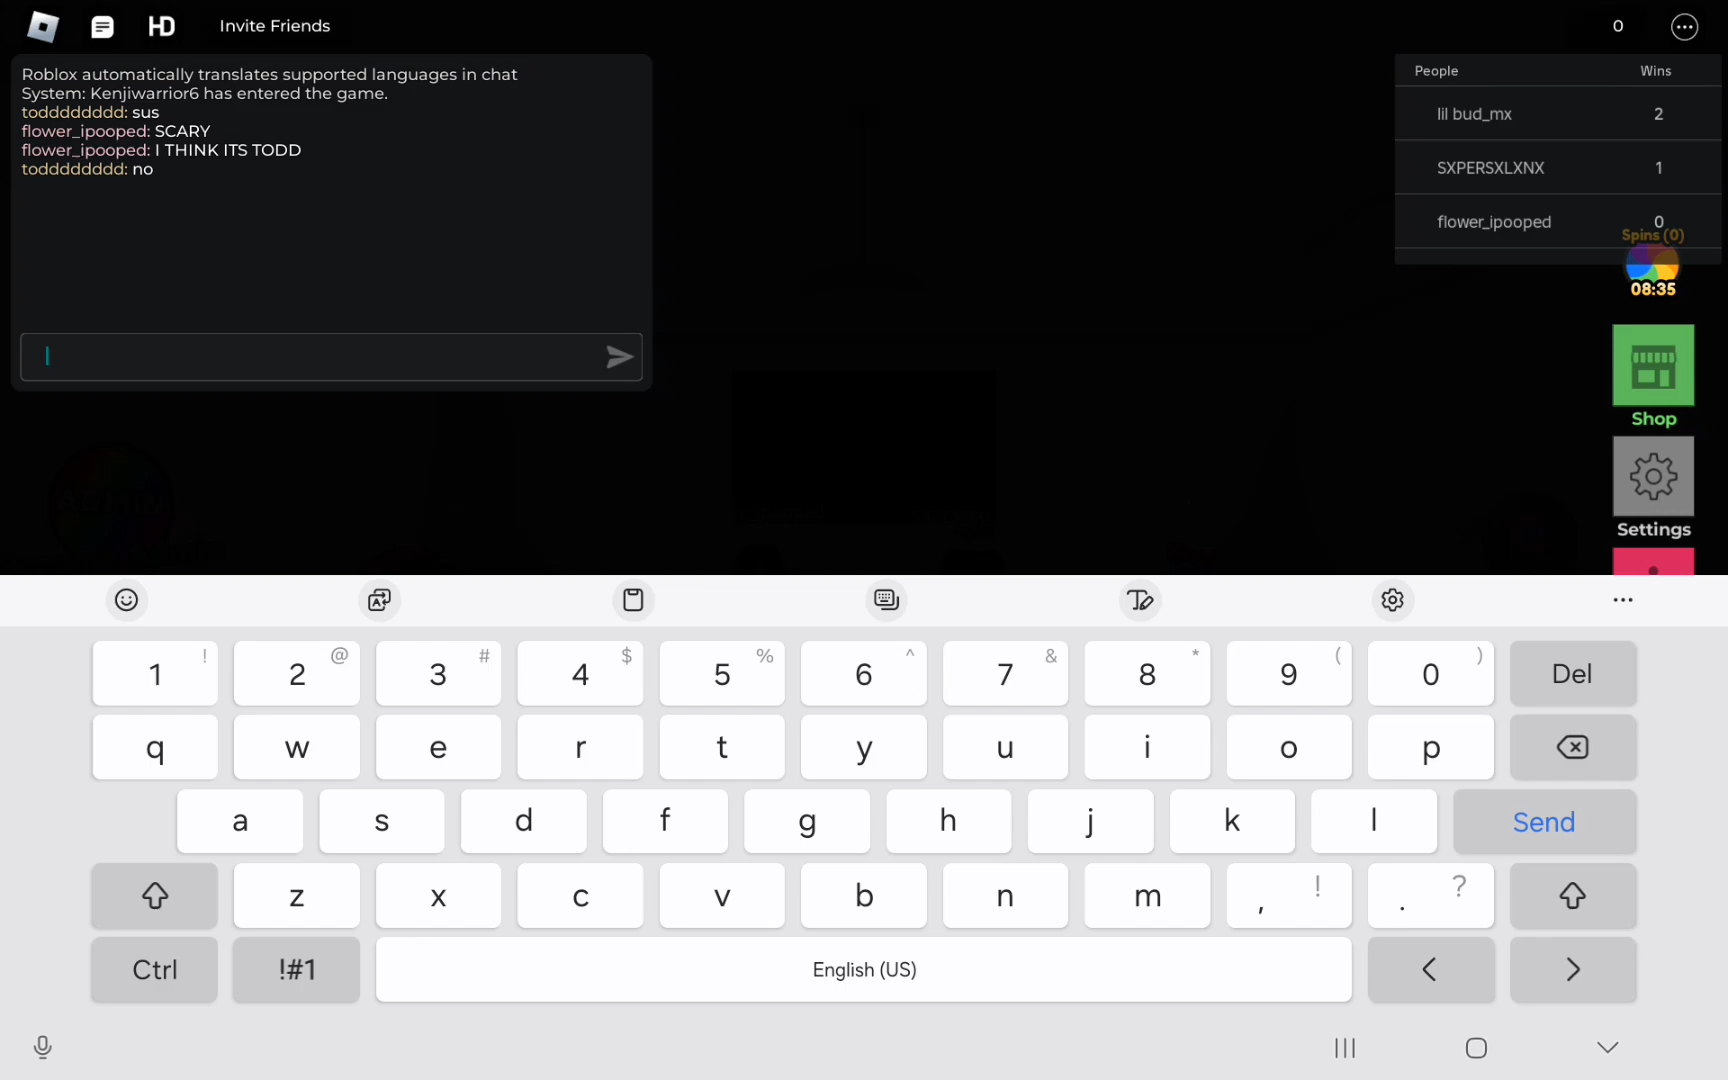 HD Invite Friends 0
Roblox automatically translates supported languages in chat
System: Kenjiwarrior6 has entered the game.
todddddddd: sus
flower_ipooped: SCARY
flower_ipooped: I THINK ITS TODD
todddddddd: no
People Wins
lil bud_mx 2
SXPERSXLXNX 1
flower_ipooped 0
Spins (0)
08:35
Shop
Settings
1 ! 2 @ 3 # 4 $ 5 % 6 ^ 7 & 8 * 9 ( 0 ) Del
q w e r t y u i o p
a s d f g h j k l Send
z x c v b n m , ! . ?
Ctrl !#1 English (US) < >